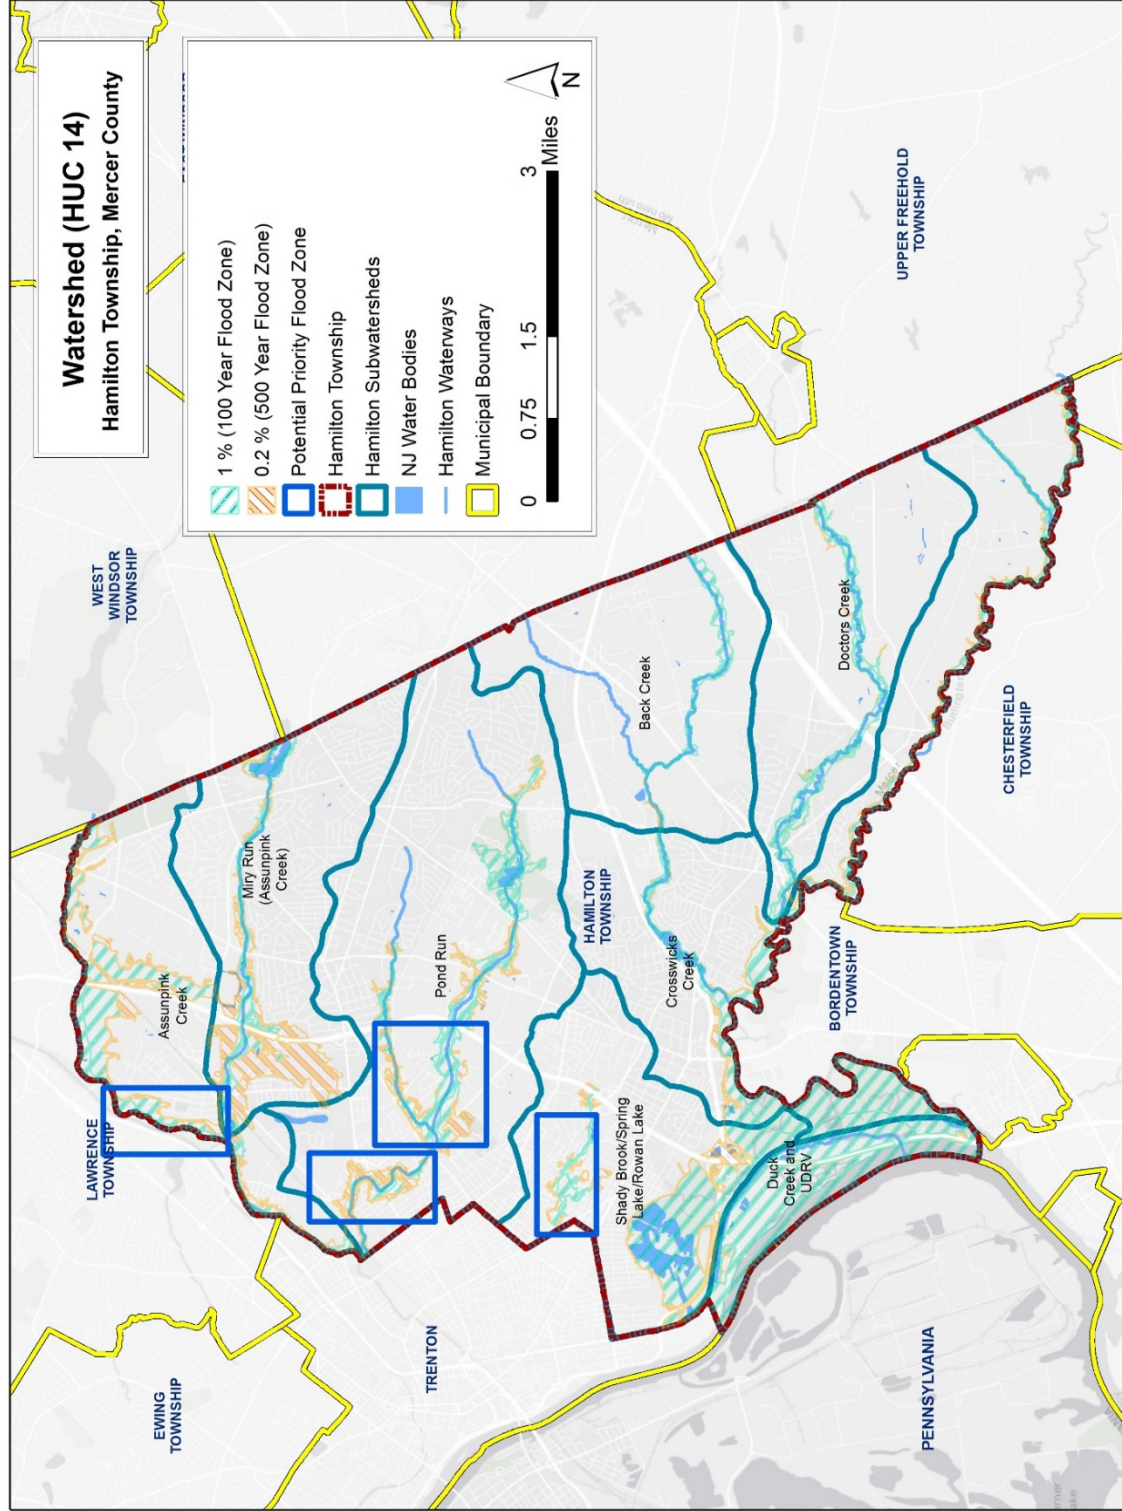 Watershed (HUC 14)
Hamilton Township, Mercer County
1 % (100 Year Flood Zone)
0.2 % (500 Year Flood Zone)
Potential Priority Flood Zone
Hamilton Township
Hamilton Subwatersheds
NJ Water Bodies
Hamilton Waterways
Municipal Boundary
0 0.75 1.5 3
Miles
N
EWING
TOWNSHIP
LAWRENCE
TOWNSHIP
WEST
WINDSOR
TOWNSHIP
Assunpink
Creek
Miry Run
(Assunpink
Creek)
TRENTON
Pond Run
HAMILTON
TOWNSHIP
Shady Brook/Spring
Lake/Rowan Lake
Crosswicks
Creek
Back Creek
Duck
Creek and
UDRV
Doctors Creek
BORDENTOWN
TOWNSHIP
UPPER FREEHOLD
TOWNSHIP
PENNSYLVANIA
CHESTERFIELD
TOWNSHIP
Monmouth